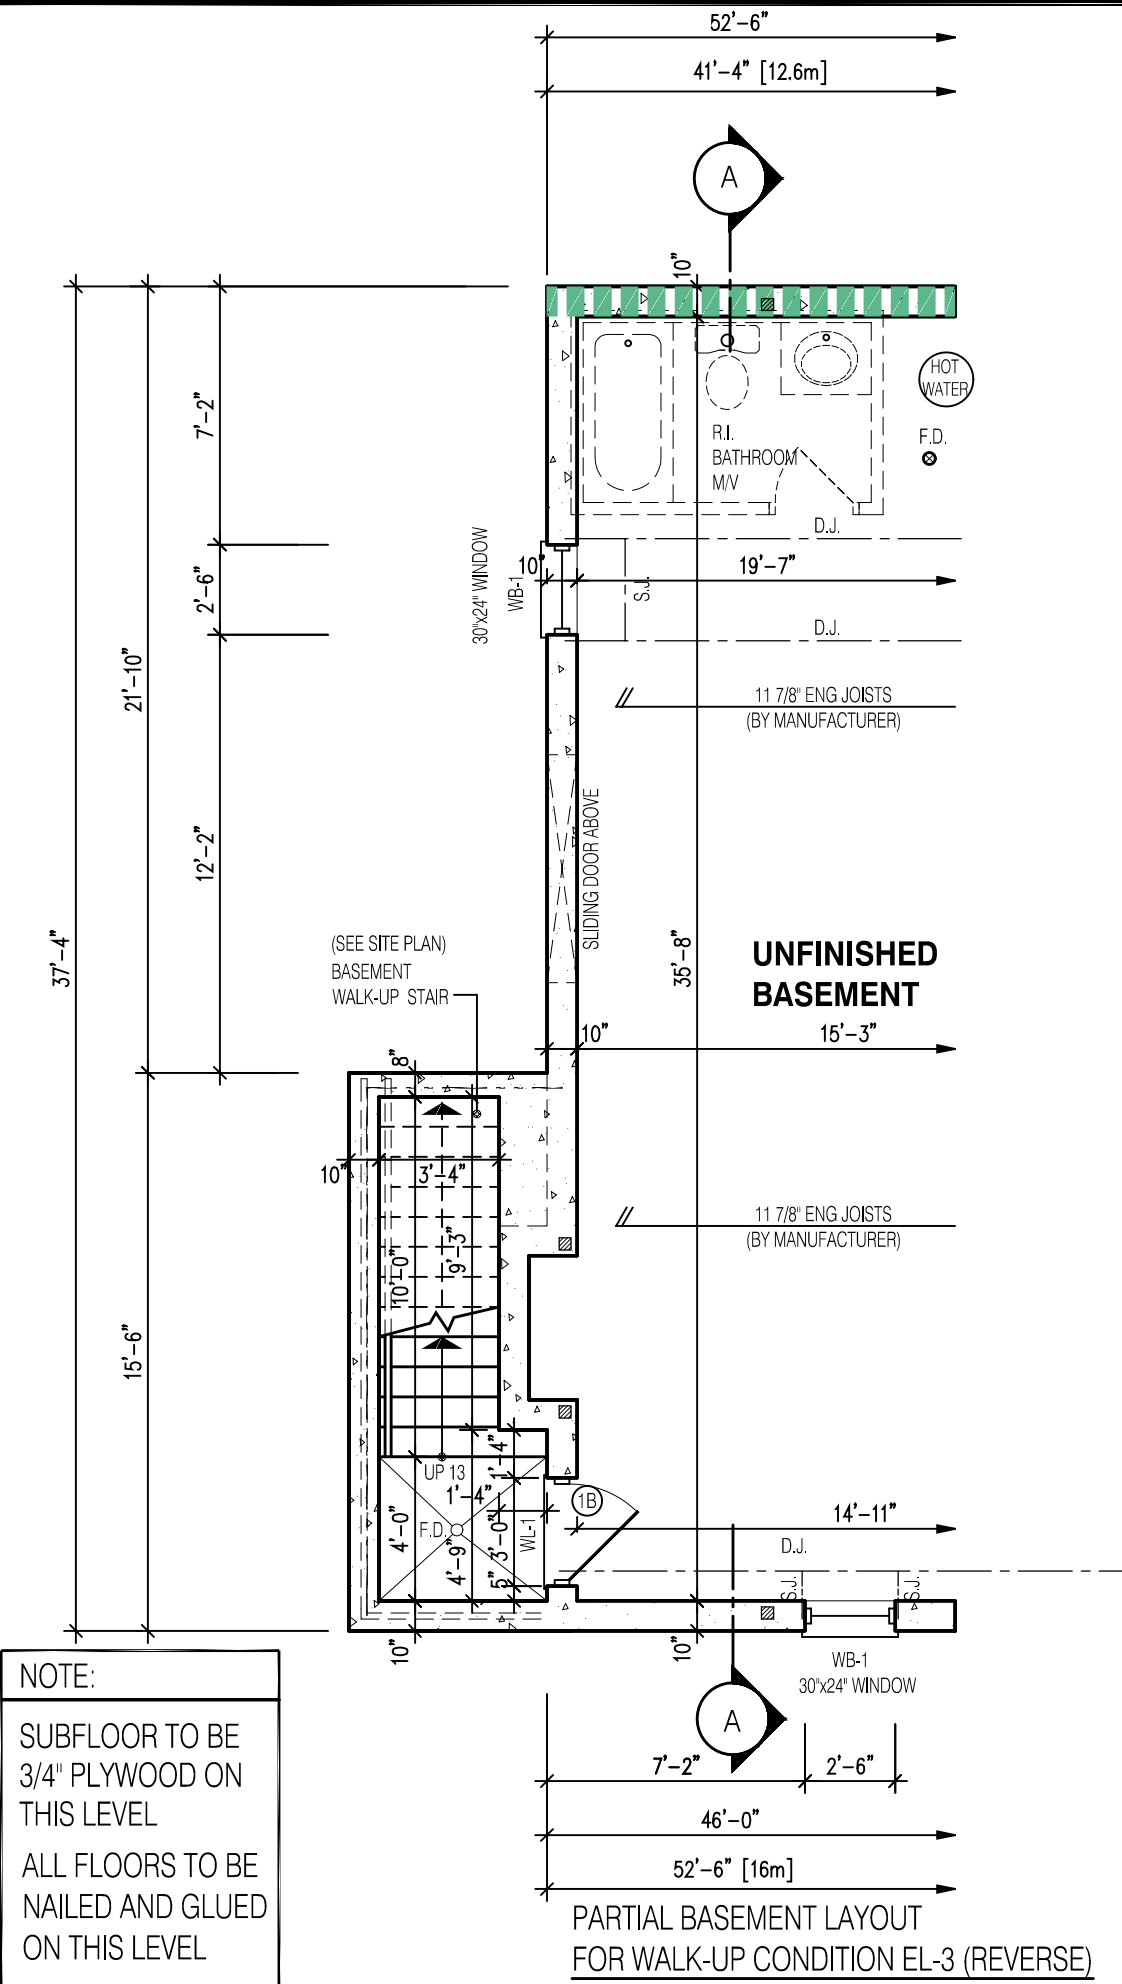 52'-6"
41'-4" [12.6m]
A
10"
HOT
WATER
F.D.
R.I.
BATHROOM
M/V
7'-2"
D.J.
30"x24" WINDOW
WB-1
10"
19'-7"
S.J.
2'-6"
D.J.
21'-10"
11 7/8" ENG JOISTS
(BY MANUFACTURER)
12'-2"
SLIDING DOOR ABOVE
37'-4"
(SEE SITE PLAN)
BASEMENT
WALK-UP STAIR
35'-8"
UNFINISHED
BASEMENT
10"
15'-3"
8"
10"
3'-4"
11 7/8" ENG JOISTS
(BY MANUFACTURER)
9'-3"
10'-0"
15'-6"
1'-4"
UP 13
1'-4"
1B
14'-11"
F.D.
4'-0"
4'-9"
3'-0"
5"
WL-1
D.J.
S.J.
S.J.
10"
10"
WB-1
30"x24" WINDOW
A
7'-2"
2'-6"
46'-0"
52'-6" [16m]
NOTE:
SUBFLOOR TO BE
3/4" PLYWOOD ON
THIS LEVEL
ALL FLOORS TO BE
NAILED AND GLUED
ON THIS LEVEL
PARTIAL BASEMENT LAYOUT
FOR WALK-UP CONDITION EL-3 (REVERSE)